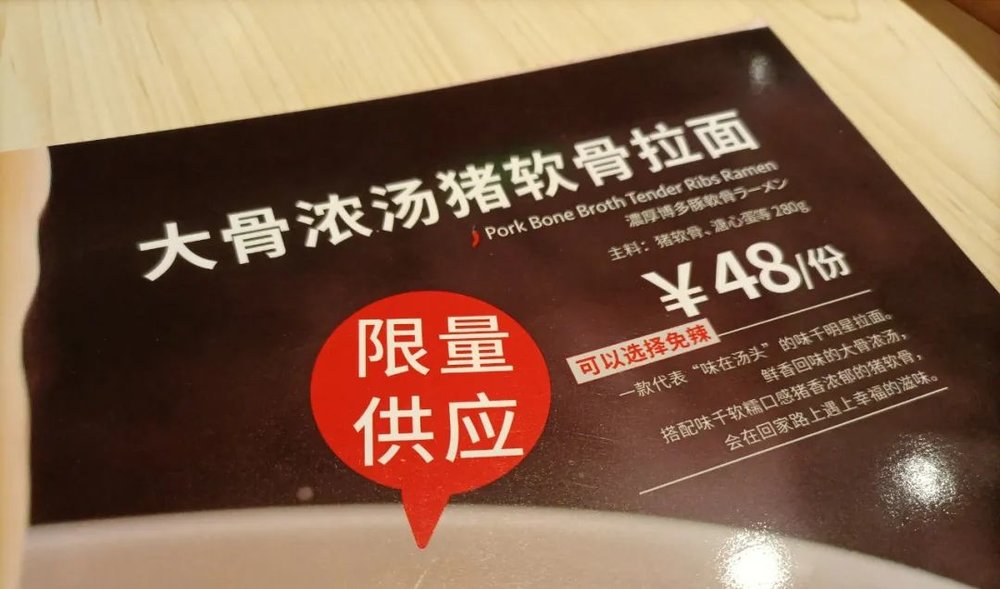 大骨浓汤猪软骨拉面
Pork Bone Broth Tender Ribs Ramen
濃厚博多豚軟骨ラーメン
主料：猪软骨、溏心蛋等 280g
￥48/份
可以选择免辣
一款代表“味在汤头”的味千明星拉面。
鲜香回味的大骨浓汤，
搭配味千软糯口感猪香浓郁的猪软骨，
会在回家路上遇上幸福的滋味。
限量
供应